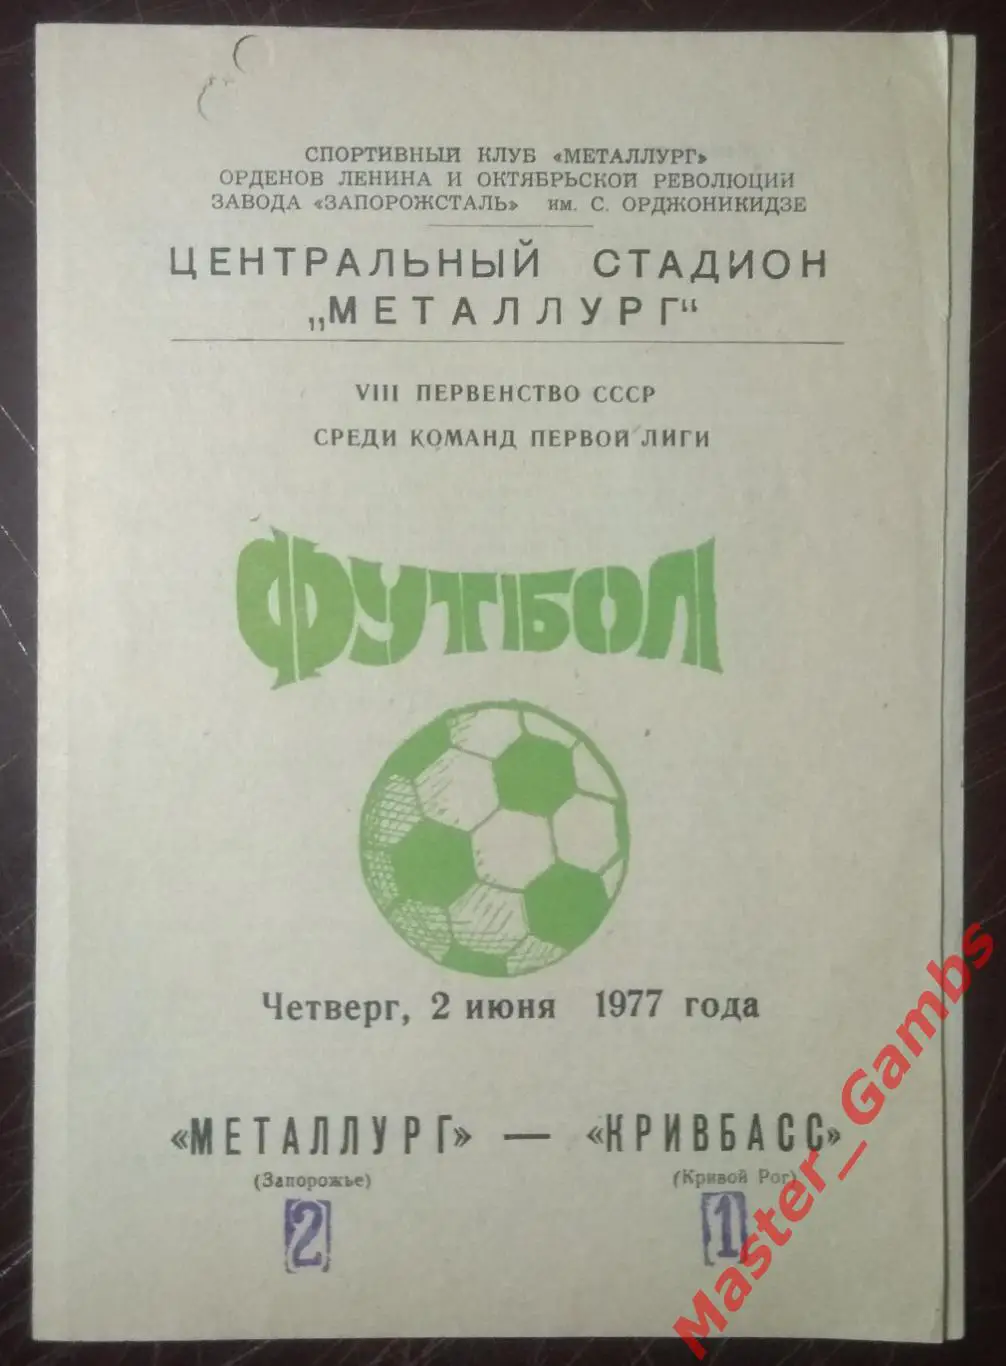 СПОРТИВНЫЙ КЛУБ «МЕТАЛЛУРГ»
ОРДЕНОВ ЛЕНИНА И ОКТЯБРЬСКОЙ РЕВОЛЮЦИИ
ЗАВОДА «ЗАПОРОЖСТАЛЬ» им. С. ОРДЖОНИКИДЗЕ
ЦЕНТРАЛЬНЫЙ СТАДИОН
„МЕТАЛЛУРГ“
VIII ПЕРВЕНСТВО СССР
СРЕДИ КОМАНД ПЕРВОЙ ЛИГИ
ФУТБОЛ
Четверг, 2 июня 1977 года
«МЕТАЛЛУРГ» — «КРИВБАСС»
(Запорожье) (Кривой Рог)
2 1
Master_Gambs